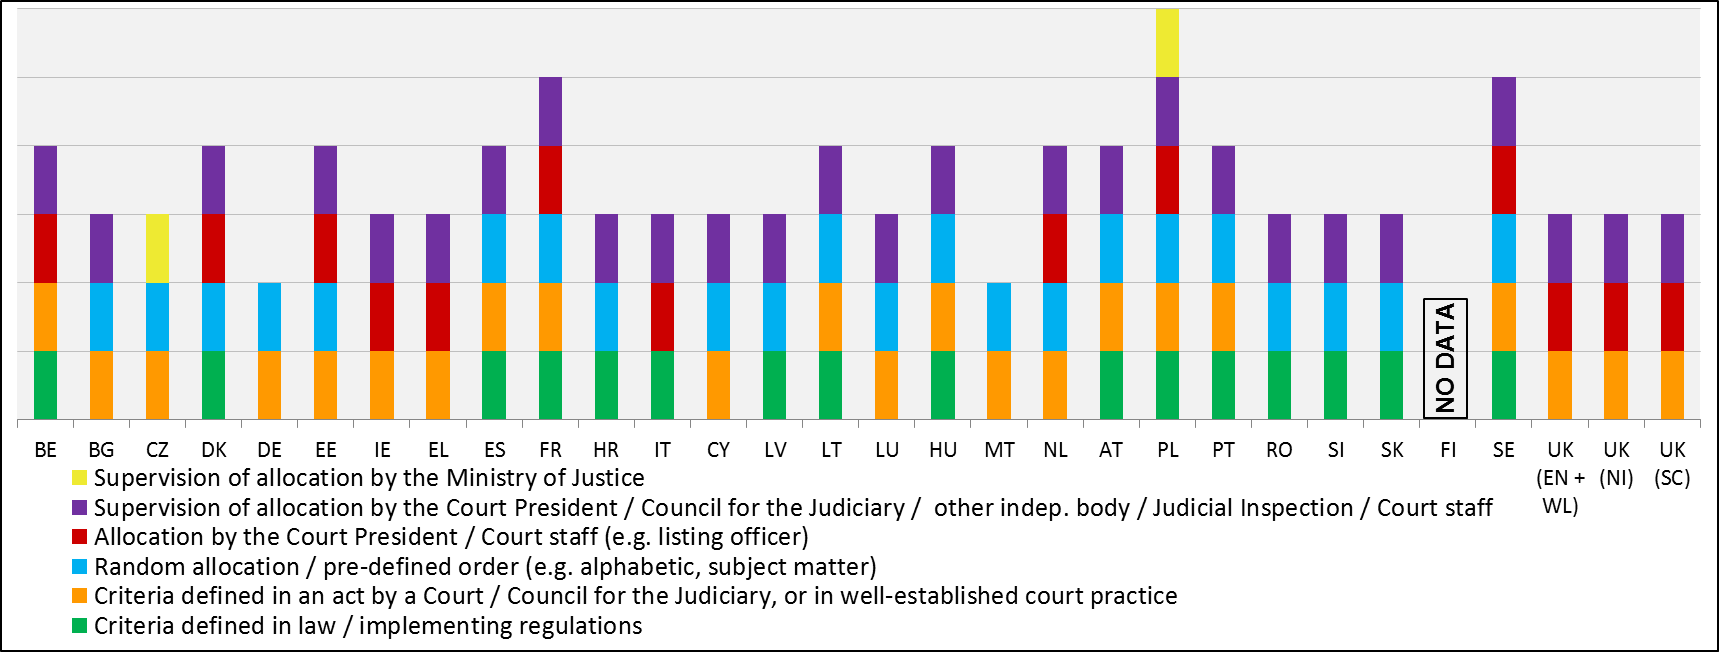 NO DATA
BE BG CZ DK DE EE IE EL ES FR HR IT CY LV LT LU HU MT NL AT PL PT RO SI SK FI SE UK UK UK
(EN + (NI) (SC)
WL)
Supervision of allocation by the Ministry of Justice
Supervision of allocation by the Court President / Council for the Judiciary / other indep. body / Judicial Inspection / Court staff
Allocation by the Court President / Court staff (e.g. listing officer)
Random allocation / pre-defined order (e.g. alphabetic, subject matter)
Criteria defined in an act by a Court / Council for the Judiciary, or in well-established court practice
Criteria defined in law / implementing regulations